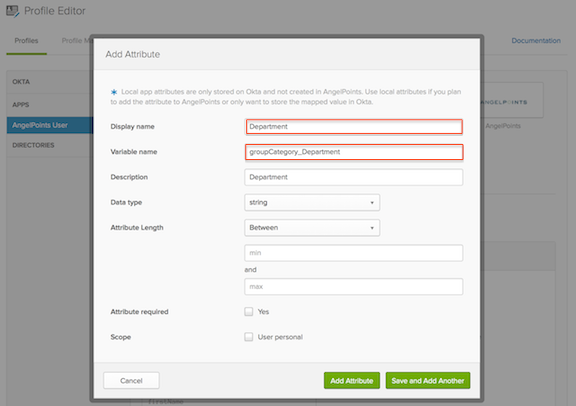 Profile Editor
Profiles
Profile M
Documentation
Add Attribute
OKTA
APPS
AngelPoints User
DIRECTORIES
ANGELPOINTS
AngelPoints
* Local app attributes are only stored on Okta and not created in AngelPoints. Use local attributes if you plan
to add the attribute to AngelPoints or only want to store the mapped value in Okta.
Display name
Department
Variable name
groupCategory_Department
Description
Department
Data type
string
Attribute Length
Between
min
and
max
Attribute required
Yes
Scope
User personal
Cancel
Add Attribute
Save and Add Another